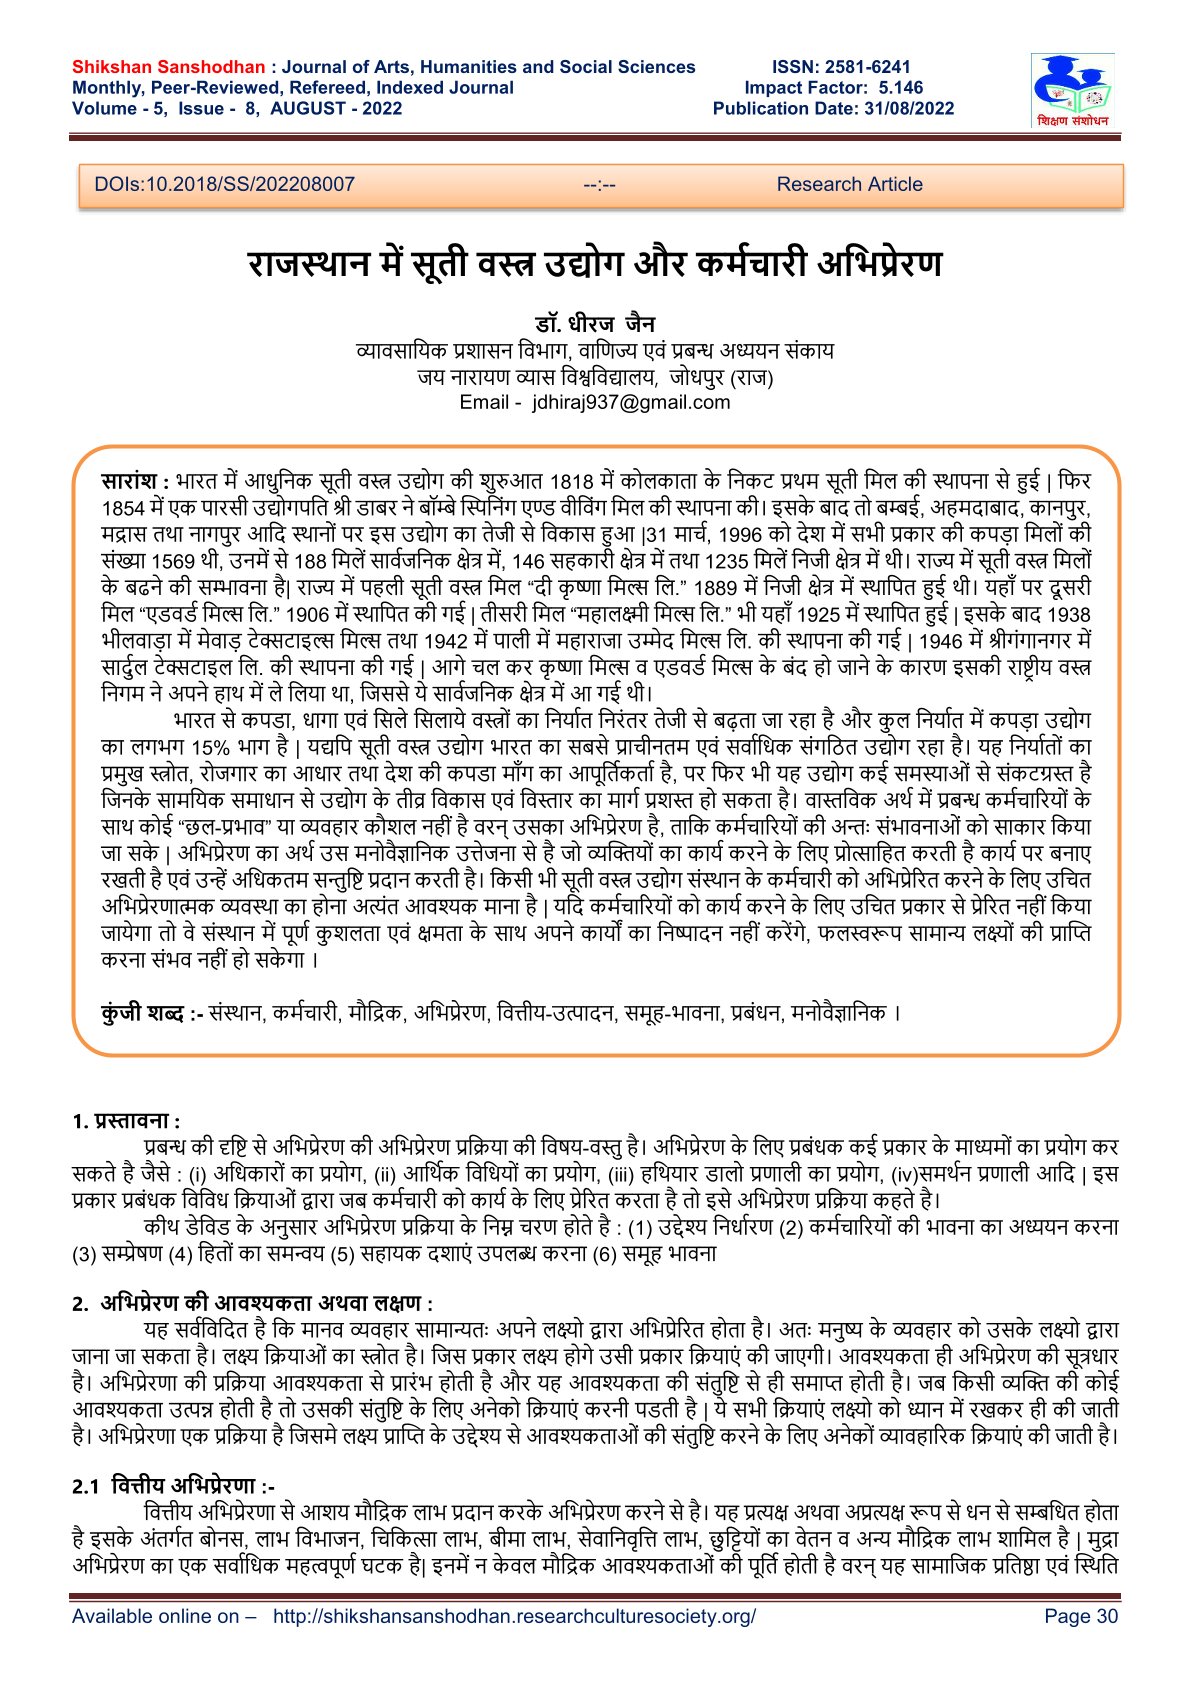 Shikshan Sanshodhan : Journal of Arts, Humanities and Social Sciences ISSN: 2581-6241
Monthly, Peer-Reviewed, Refereed, Indexed Journal Impact Factor: 5.146
Volume - 5, Issue - 8, AUGUST - 2022 Publication Date: 31/08/2022
शिक्षण संशोधन
DOIs:10.2018/SS/202208007 --:-- Research Article
राजस्थान में सूती वस्त्र उद्योग और कर्मचारी अभिप्रेरण
डॉ. धीरज जैन
व्यावसायिक प्रशासन विभाग, वाणिज्य एवं प्रबन्ध अध्ययन संकाय
जय नारायण व्यास विश्वविद्यालय, जोधपुर (राज)
Email - jdhiraj937@gmail.com
सारांश : भारत में आधुनिक सूती वस्त्र उद्योग की शुरुआत 1818 में कोलकाता के निकट प्रथम सूती मिल की स्थापना से हुई | फिर
1854 में एक पारसी उद्योगपति श्री डाबर ने बॉम्बे स्पिनिंग एण्ड वीविंग मिल की स्थापना की। इसके बाद तो बम्बई, अहमदाबाद, कानपुर,
मद्रास तथा नागपुर आदि स्थानों पर इस उद्योग का तेजी से विकास हुआ |31 मार्च, 1996 को देश में सभी प्रकार की कपड़ा मिलों की
संख्या 1569 थी, उनमें से 188 मिलें सार्वजनिक क्षेत्र में, 146 सहकारी क्षेत्र में तथा 1235 मिलें निजी क्षेत्र में थी। राज्य में सूती वस्त्र मिलों
के बढने की सम्भावना है| राज्य में पहली सूती वस्त्र मिल “दी कृष्णा मिल्स लि.” 1889 में निजी क्षेत्र में स्थापित हुई थी। यहाँ पर दूसरी
मिल “एडवर्ड मिल्स लि.” 1906 में स्थापित की गई | तीसरी मिल “महालक्ष्मी मिल्स लि.” भी यहाँ 1925 में स्थापित हुई | इसके बाद 1938
भीलवाड़ा में मेवाड़ टेक्सटाइल्स मिल्स तथा 1942 में पाली में महाराजा उम्मेद मिल्स लि. की स्थापना की गई | 1946 में श्रीगंगानगर में
सार्दुल टेक्सटाइल लि. की स्थापना की गई | आगे चल कर कृष्णा मिल्स व एडवर्ड मिल्स के बंद हो जाने के कारण इसकी राष्ट्रीय वस्त्र
निगम ने अपने हाथ में ले लिया था, जिससे ये सार्वजनिक क्षेत्र में आ गई थी।
भारत से कपडा, धागा एवं सिले सिलाये वस्त्रों का निर्यात निरंतर तेजी से बढ़ता जा रहा है और कुल निर्यात में कपड़ा उद्योग
का लगभग 15% भाग है | यद्यपि सूती वस्त्र उद्योग भारत का सबसे प्राचीनतम एवं सर्वाधिक संगठित उद्योग रहा है। यह निर्यातों का
प्रमुख स्त्रोत, रोजगार का आधार तथा देश की कपडा माँग का आपूर्तिकर्ता है, पर फिर भी यह उद्योग कई समस्याओं से संकटग्रस्त है
जिनके सामयिक समाधान से उद्योग के तीव्र विकास एवं विस्तार का मार्ग प्रशस्त हो सकता है। वास्तविक अर्थ में प्रबन्ध कर्मचारियों के
साथ कोई “छल-प्रभाव” या व्यवहार कौशल नहीं है वरन् उसका अभिप्रेरण है, ताकि कर्मचारियों की अन्तः संभावनाओं को साकार किया
जा सके | अभिप्रेरण का अर्थ उस मनोवैज्ञानिक उत्तेजना से है जो व्यक्तियों का कार्य करने के लिए प्रोत्साहित करती है कार्य पर बनाए
रखती है एवं उन्हें अधिकतम सन्तुष्टि प्रदान करती है। किसी भी सूती वस्त्र उद्योग संस्थान के कर्मचारी को अभिप्रेरित करने के लिए उचित
अभिप्रेरणात्मक व्यवस्था का होना अत्यंत आवश्यक माना है | यदि कर्मचारियों को कार्य करने के लिए उचित प्रकार से प्रेरित नहीं किया
जायेगा तो वे संस्थान में पूर्ण कुशलता एवं क्षमता के साथ अपने कार्यों का निष्पादन नहीं करेंगे, फलस्वरूप सामान्य लक्ष्यों की प्राप्ति
करना संभव नहीं हो सकेगा ।
कुंजी शब्द :- संस्थान, कर्मचारी, मौद्रिक, अभिप्रेरण, वित्तीय-उत्पादन, समूह-भावना, प्रबंधन, मनोवैज्ञानिक ।
1. प्रस्तावना :
प्रबन्ध की दृष्टि से अभिप्रेरण की अभिप्रेरण प्रक्रिया की विषय-वस्तु है। अभिप्रेरण के लिए प्रबंधक कई प्रकार के माध्यमों का प्रयोग कर
सकते है जैसे : (i) अधिकारों का प्रयोग, (ii) आर्थिक विधियों का प्रयोग, (iii) हथियार डालो प्रणाली का प्रयोग, (iv)समर्थन प्रणाली आदि | इस
प्रकार प्रबंधक विविध क्रियाओं द्वारा जब कर्मचारी को कार्य के लिए प्रेरित करता है तो इसे अभिप्रेरण प्रक्रिया कहते है।
कीथ डेविड के अनुसार अभिप्रेरण प्रक्रिया के निम्न चरण होते है : (1) उद्देश्य निर्धारण (2) कर्मचारियों की भावना का अध्ययन करना
(3) सम्प्रेषण (4) हितों का समन्वय (5) सहायक दशाएं उपलब्ध करना (6) समूह भावना
2. अभिप्रेरण की आवश्यकता अथवा लक्षण :
यह सर्वविदित है कि मानव व्यवहार सामान्यतः अपने लक्ष्यो द्वारा अभिप्रेरित होता है। अतः मनुष्य के व्यवहार को उसके लक्ष्यो द्वारा
जाना जा सकता है। लक्ष्य क्रियाओं का स्त्रोत है। जिस प्रकार लक्ष्य होगे उसी प्रकार क्रियाएं की जाएगी। आवश्यकता ही अभिप्रेरण की सूत्रधार
है। अभिप्रेरणा की प्रक्रिया आवश्यकता से प्रारंभ होती है और यह आवश्यकता की संतुष्टि से ही समाप्त होती है। जब किसी व्यक्ति की कोई
आवश्यकता उत्पन्न होती है तो उसकी संतुष्टि के लिए अनेको क्रियाएं करनी पडती है | ये सभी क्रियाएं लक्ष्यो को ध्यान में रखकर ही की जाती
है। अभिप्रेरणा एक प्रक्रिया है जिसमे लक्ष्य प्राप्ति के उद्देश्य से आवश्यकताओं की संतुष्टि करने के लिए अनेकों व्यावहारिक क्रियाएं की जाती है।
2.1 वित्तीय अभिप्रेरणा :-
वित्तीय अभिप्रेरणा से आशय मौद्रिक लाभ प्रदान करके अभिप्रेरण करने से है। यह प्रत्यक्ष अथवा अप्रत्यक्ष रूप से धन से सम्बधित होता
है इसके अंतर्गत बोनस, लाभ विभाजन, चिकित्सा लाभ, बीमा लाभ, सेवानिवृत्ति लाभ, छुट्टियों का वेतन व अन्य मौद्रिक लाभ शामिल है | मुद्रा
अभिप्रेरण का एक सर्वाधिक महत्वपूर्ण घटक है| इनमें न केवल मौद्रिक आवश्यकताओं की पूर्ति होती है वरन् यह सामाजिक प्रतिष्ठा एवं स्थिति
Available online on – http://shikshansanshodhan.researchculturesociety.org/ Page 30